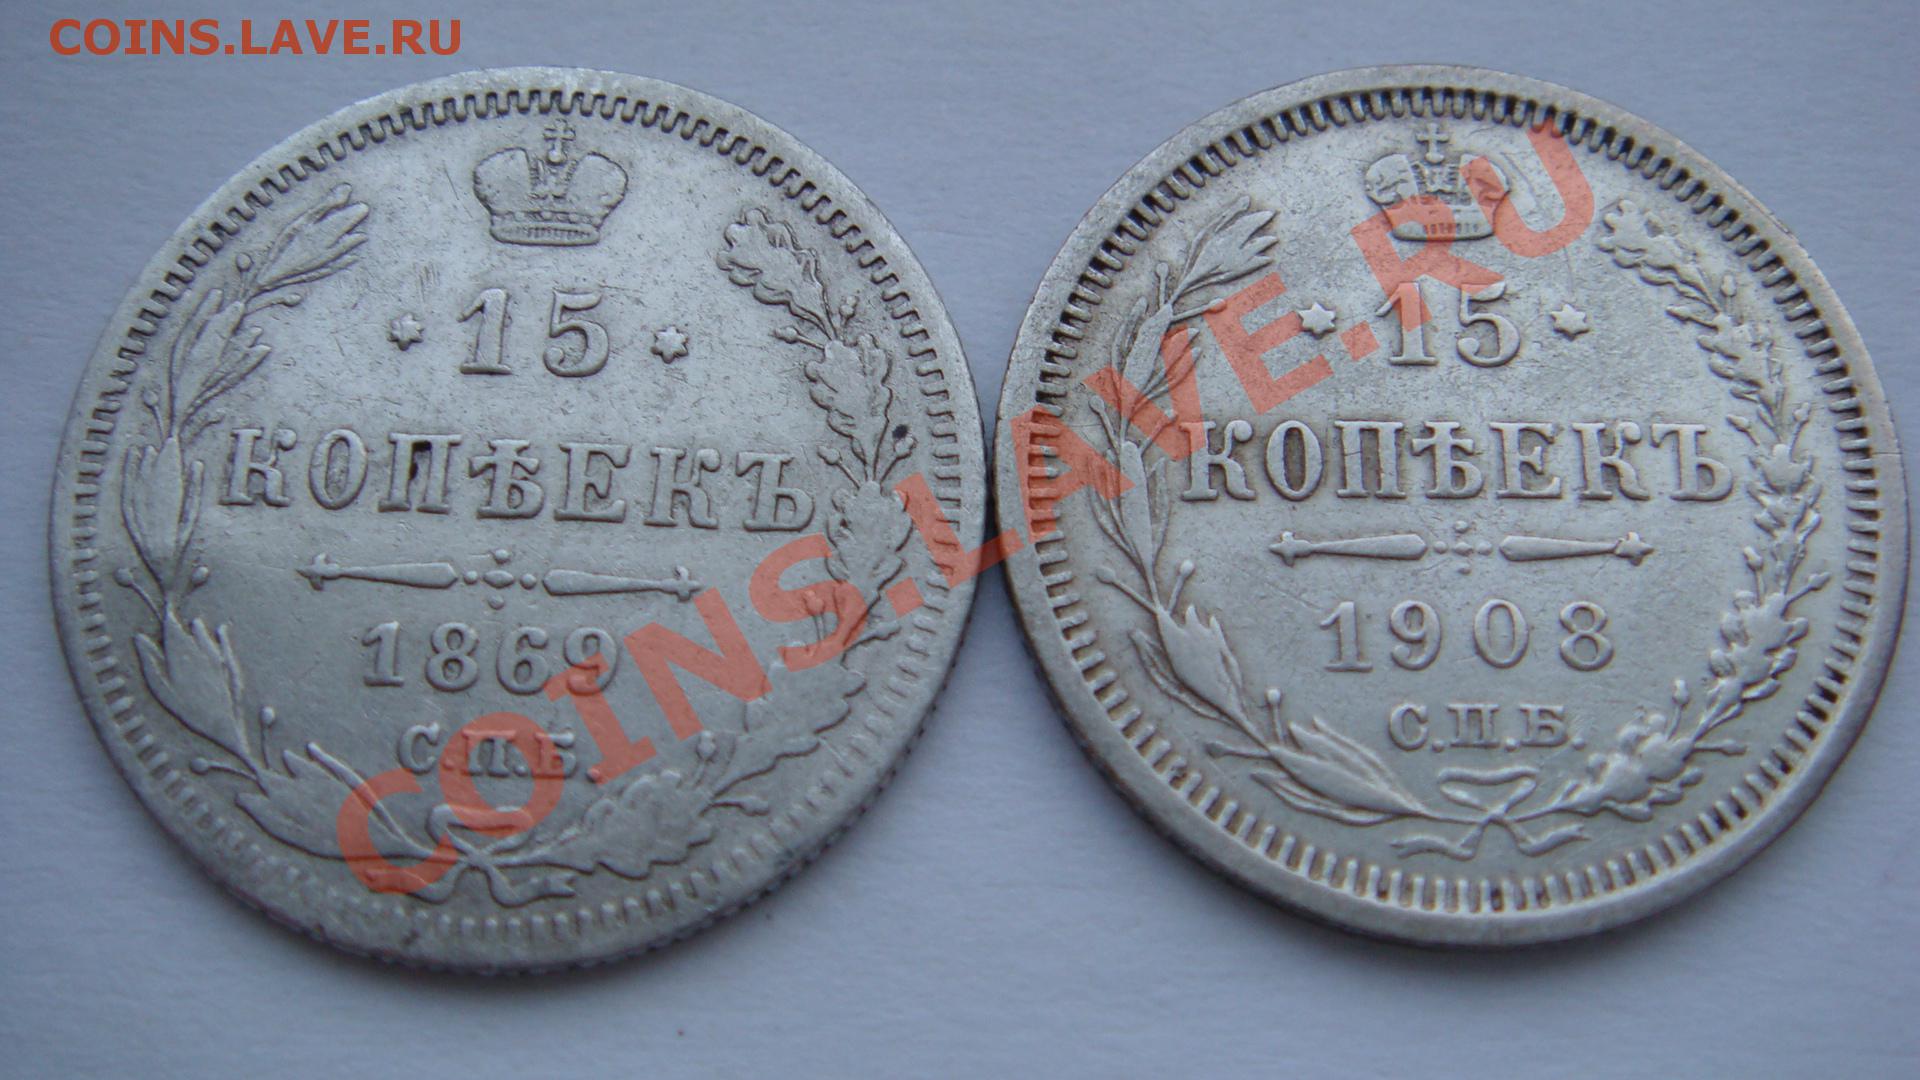 COINS.LAVE.RU
15
КОПѢЕКЪ
1869
С.П.Б.
15
КОПѢЕКЪ
1908
С.П.Б.
COINS.LAVE.RU